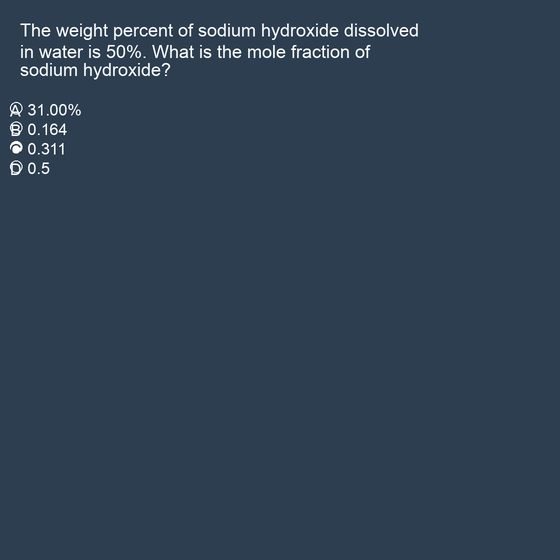 The weight percent of sodium hydroxide dissolved
in water is 50%. What is the mole fraction of
sodium hydroxide?
A 31.00%
B 0.164
0.311
D 0.5